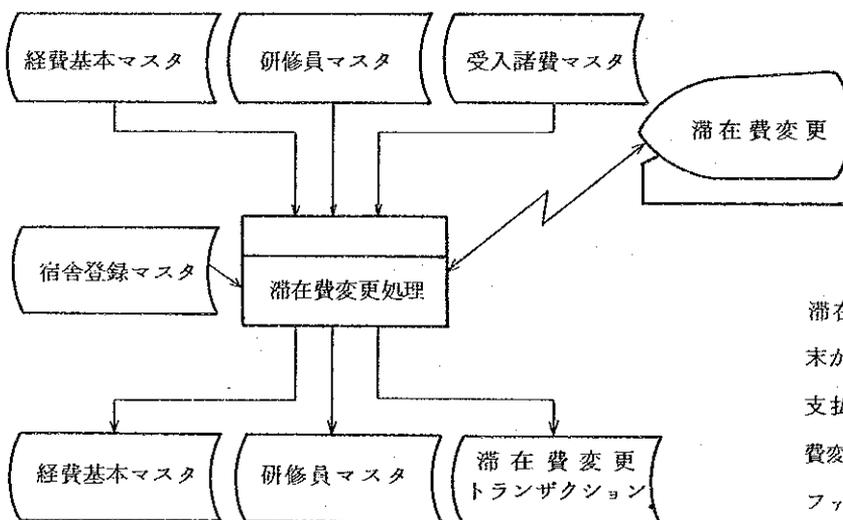 経費基本マスタ
研修員マスタ
受入諸費マスタ
滞在費変更
宿舎登録マスタ
滞在費変更処理
滞在
末か
支払
費変
ファ
経費基本マスタ
研修員マスタ
滞在費変更
トランザクション